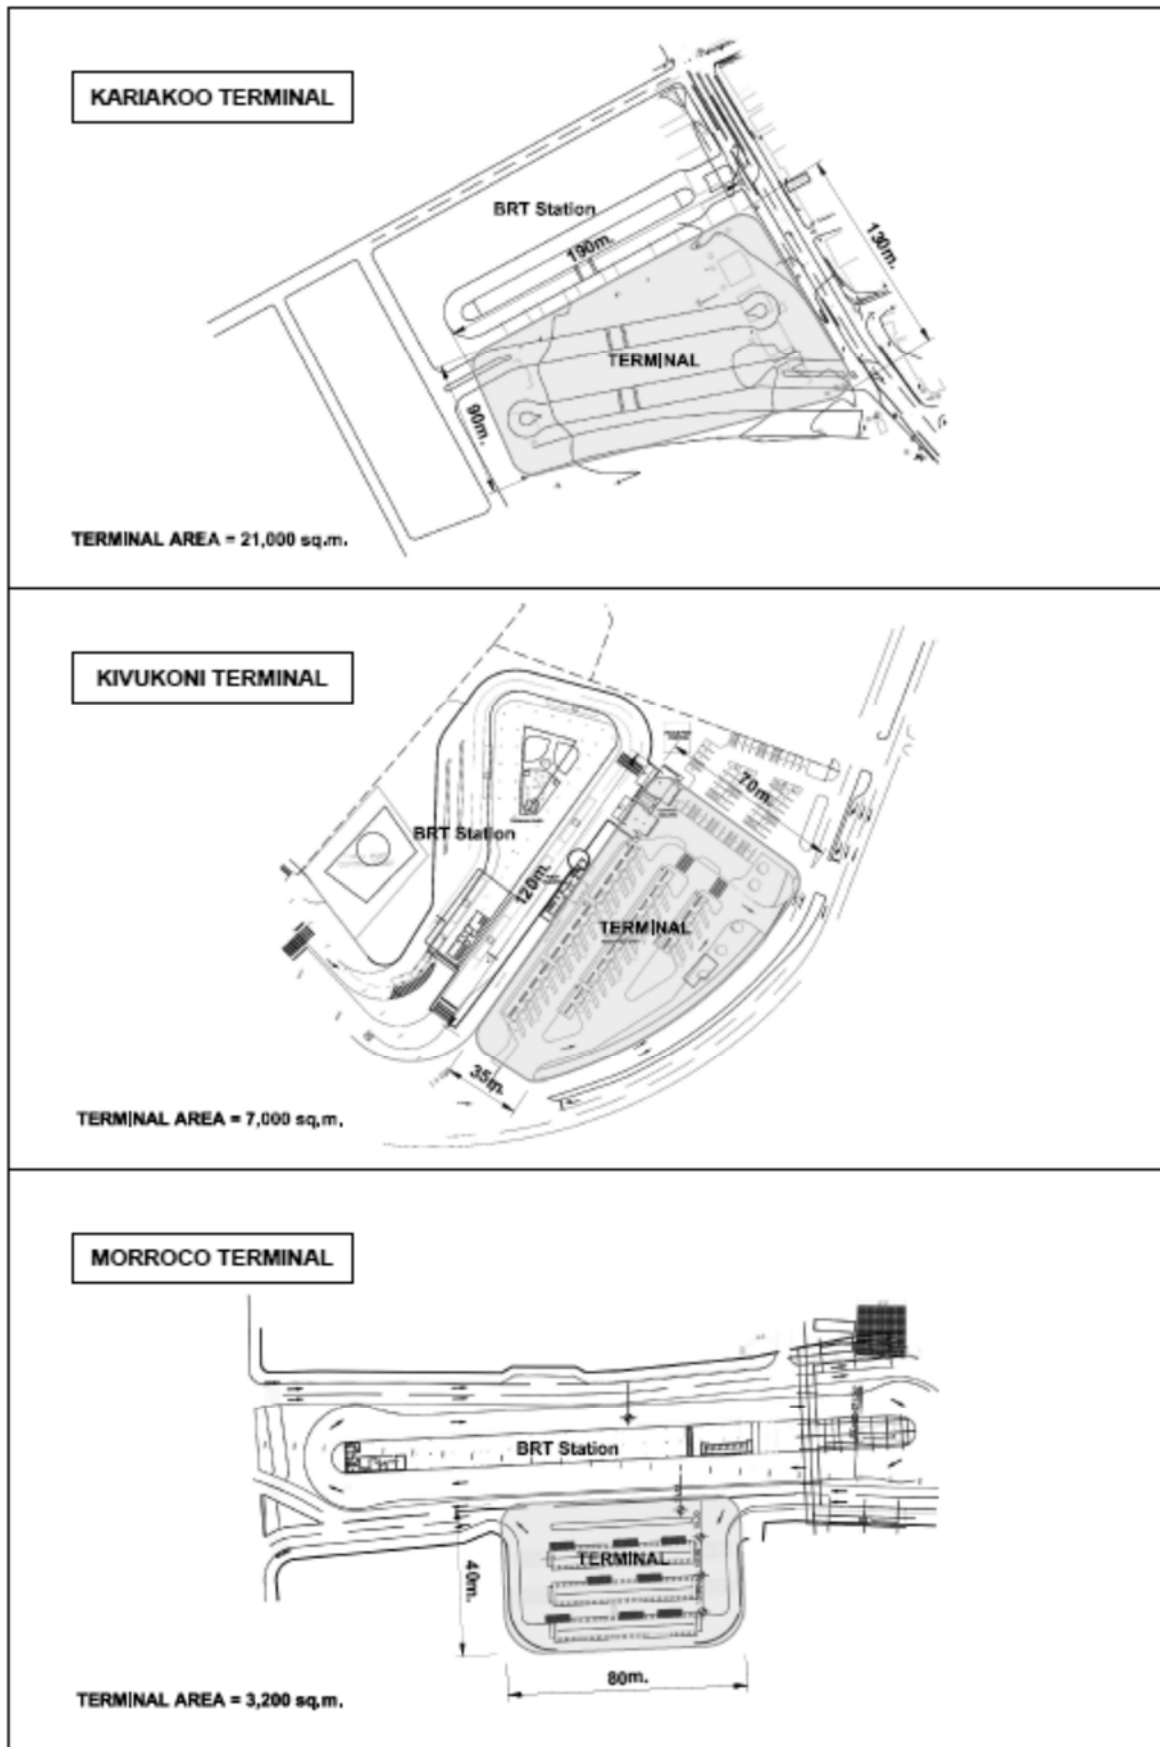 KARIAKOO TERMINAL
BRT Station
190m.
130m.
TERMINAL
90m.
TERMINAL AREA = 21,000 sq.m.
KIVUKONI TERMINAL
70m.
BRT Station
120m.
TERMINAL
35m.
TERMINAL AREA = 7,000 sq.m.
MORROCO TERMINAL
BRT Station
TERMINAL
40m.
80m.
TERMINAL AREA = 3,200 sq.m.